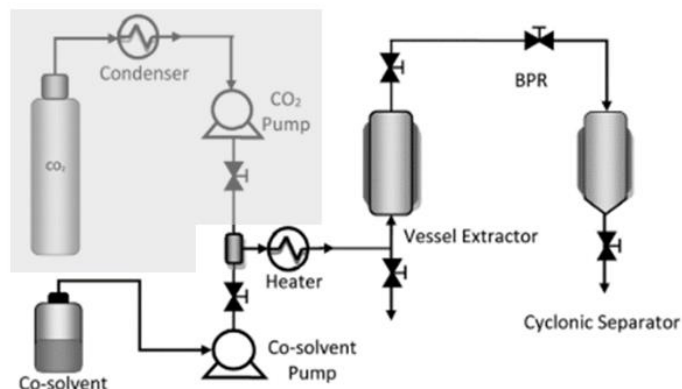 Condenser
CO₂
Pump
CO₂
BPR
Vessel Extractor
Heater
Cyclonic Separator
Co-solvent
Pump
Co-solvent